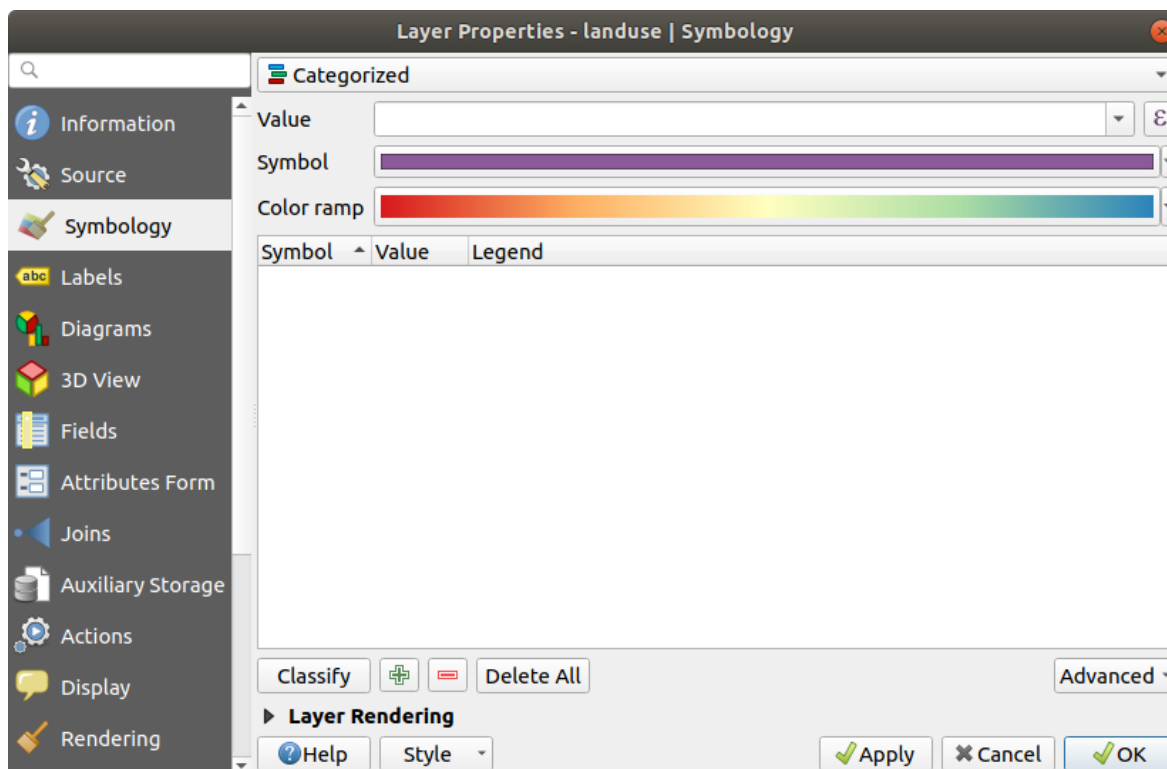 Layer Properties - landuse | Symbology
Information
Source
Symbology
abc Labels
Diagrams
3D View
Fields
Attributes Form
Joins
Auxiliary Storage
Actions
Display
Rendering
Categorized
Value
ε
Symbol
Color ramp
Symbol Value Legend
Classify Delete All Advanced
Layer Rendering
Help Style Apply Cancel OK